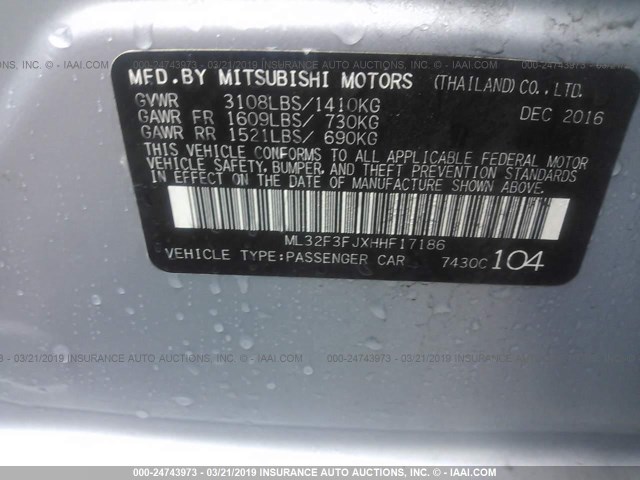 MFD.BY MITSUBISHI MOTORS (THAILAND)CO.,LTD.
GVWR 3108LBS/1410KG DEC 2016
GAWR FR 1609LBS/ 730KG
GAWR RR 1521LBS/ 690KG
THIS VEHICLE CONFORMS TO ALL APPLICABLE FEDERAL MOTOR
VEHICLE SAFETY, BUMPER, AND THEFT PREVENTION STANDARDS
IN EFFECT ON THE DATE OF MANUFACTURE SHOWN ABOVE.
ML32F3FJXHHF17186
VEHICLE TYPE:PASSENGER CAR 7430C 104
000-24743973 - 03/21/2019 INSURANCE AUTO AUCTIONS - © - IAAI.COM